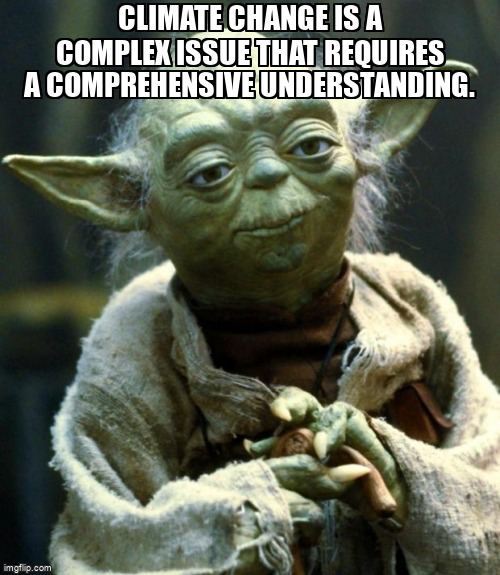 CLIMATE CHANGE IS A
COMPLEX ISSUE THAT REQUIRES
A COMPREHENSIVE UNDERSTANDING.
imgflip.com